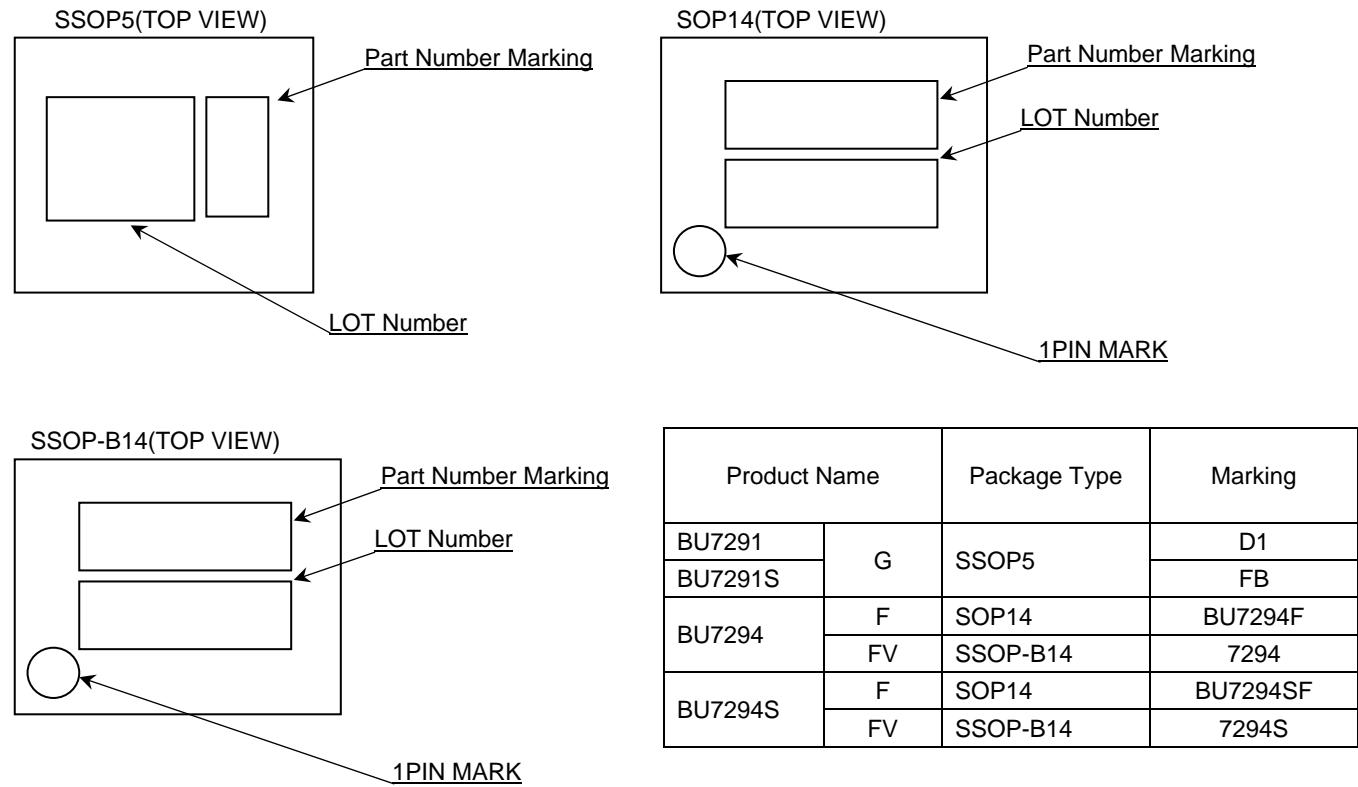 SSOP5(TOP VIEW)
Part Number Marking
LOT Number
SOP14(TOP VIEW)
Part Number Marking
LOT Number
1PIN MARK
SSOP-B14(TOP VIEW)
Part Number Marking
LOT Number
1PIN MARK
Product Name Package Type Marking
BU7291 G SSOP5 D1
BU7291S FB
BU7294 F SOP14 BU7294F
FV SSOP-B14 7294
BU7294S F SOP14 BU7294SF
FV SSOP-B14 7294S